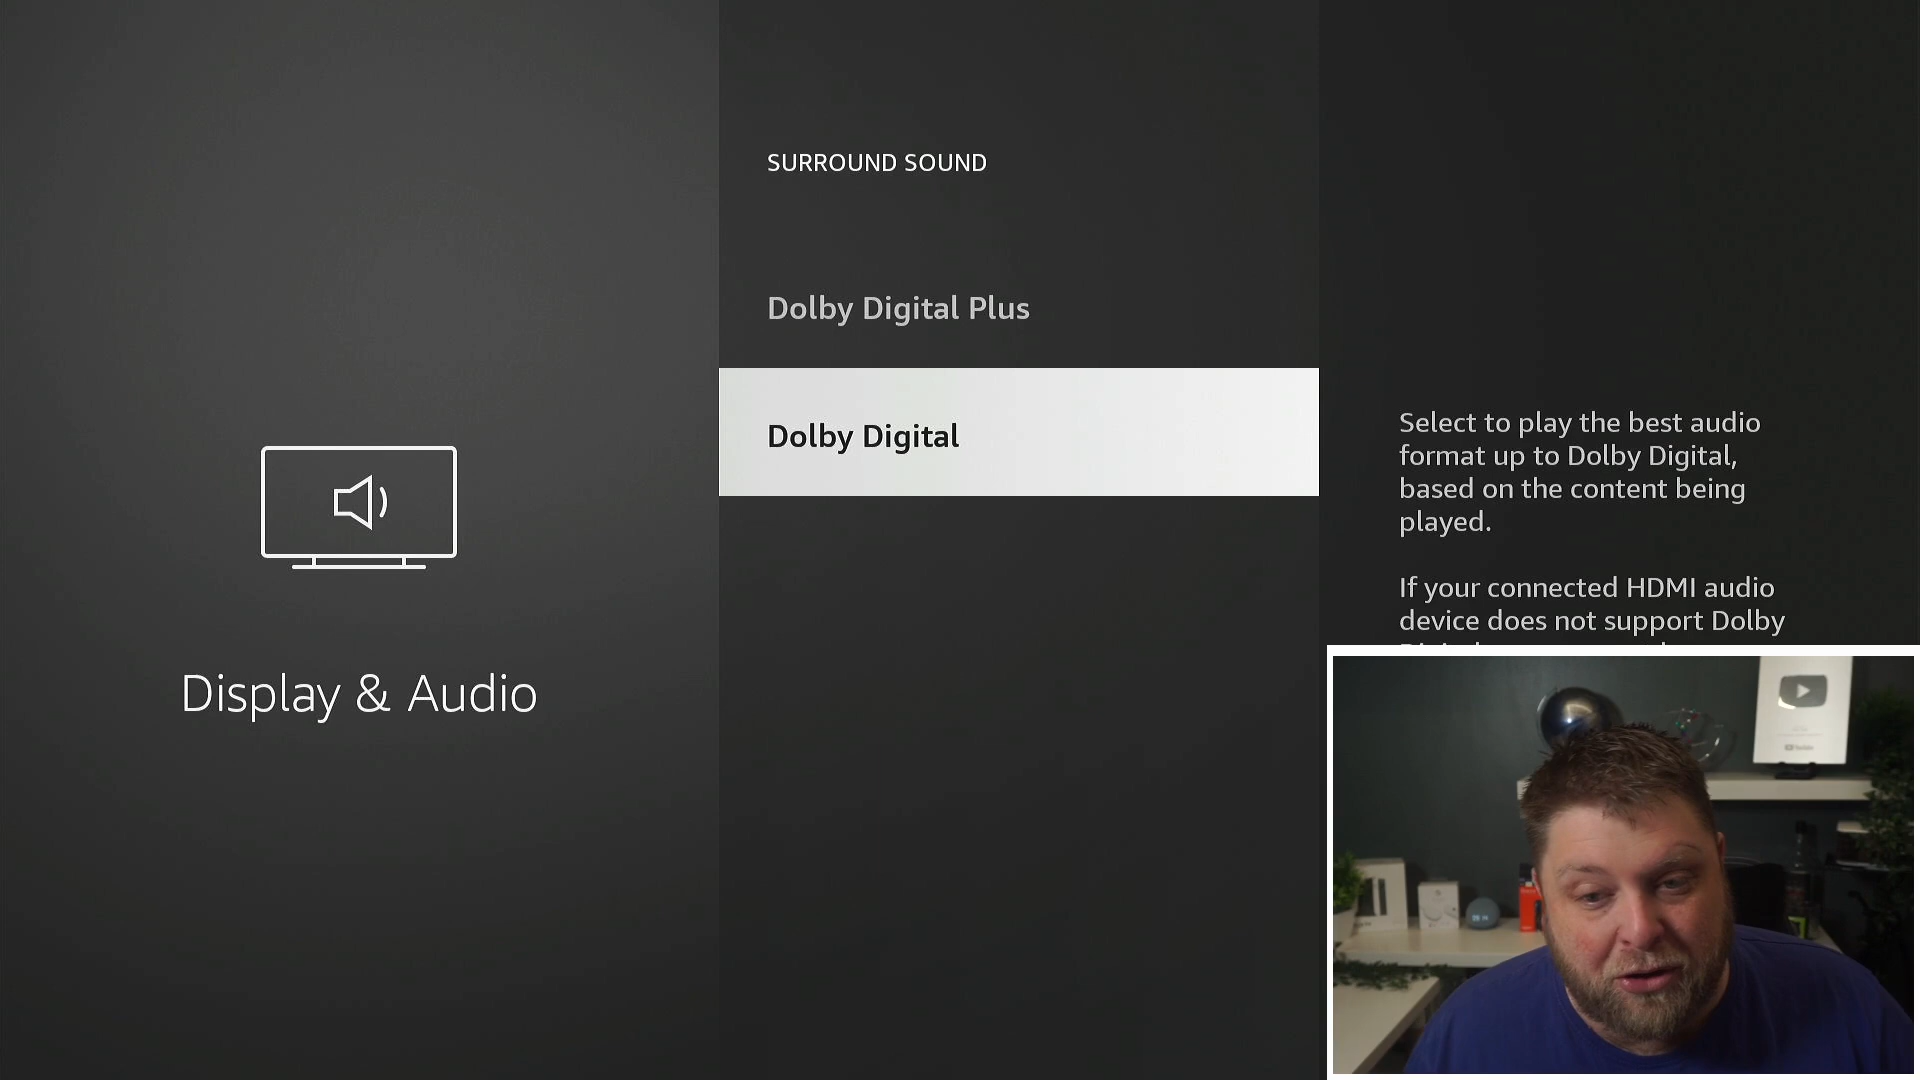 SURROUND SOUND
Dolby Digital Plus
Dolby Digital
Display & Audio
Select to play the best audio
format up to Dolby Digital,
based on the content being
played.
If your connected HDMI audio
device does not support Dolby
YouTube